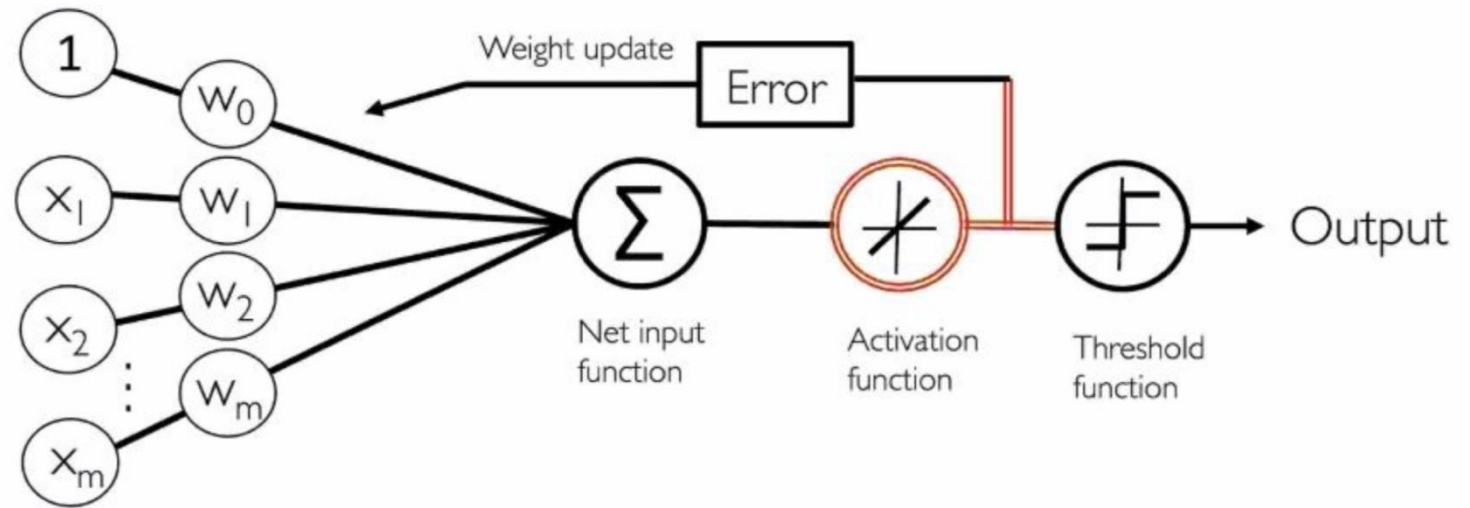 1
w₀
Weight update
Error
x₁
w₁
Σ
Output
x₂
w₂
⋮
xₘ
wₘ
Net input
function
Activation
function
Threshold
function